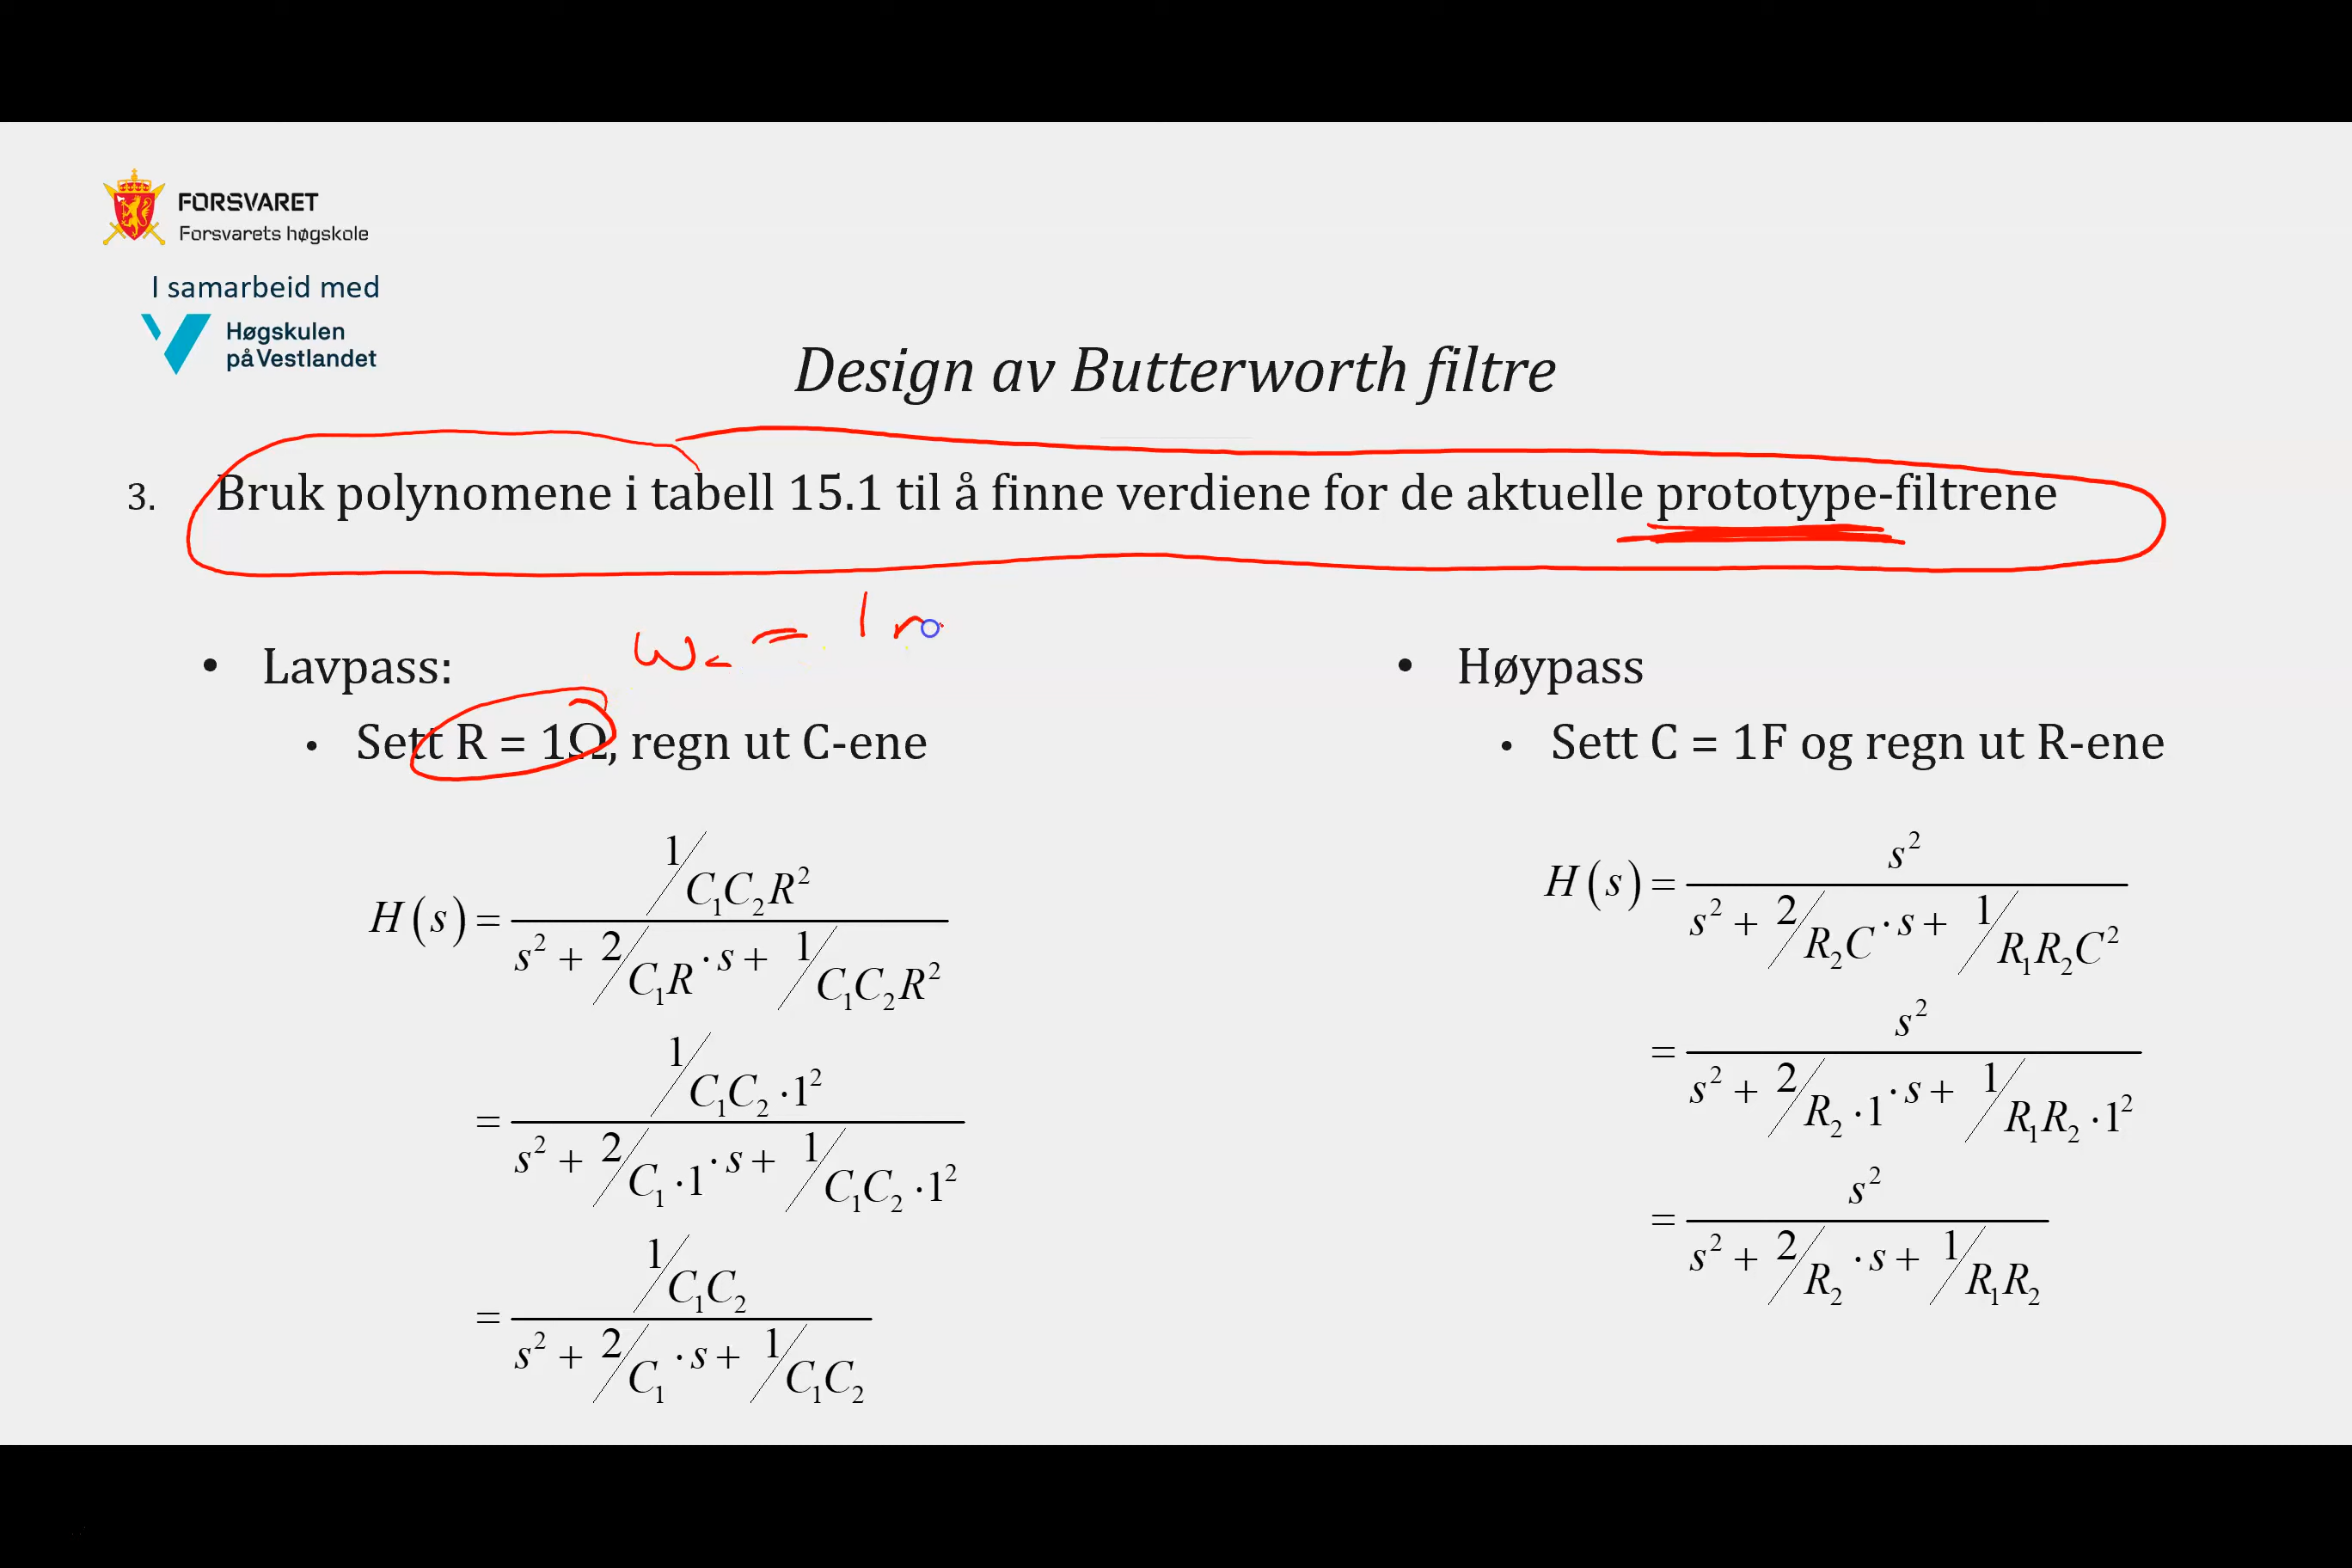 FORSVARET
Forsvarets høgskole
I samarbeid med
Høgskulen
på Vestlandet
Design av Butterworth filtre
3. Bruk polynomene i tabell 15.1 til å finne verdiene for de aktuelle prototype-filtrene
ω_c = 1 r
• Lavpass:
• Sett R = 1Ω, regn ut C-ene
H(s) = (1/C₁C₂R²) / (s² + 2/C₁R · s + 1/C₁C₂R²)
= (1/C₁C₂ · 1²) / (s² + 2/C₁ · 1 · s + 1/C₁C₂ · 1²)
= (1/C₁C₂) / (s² + 2/C₁ · s + 1/C₁C₂)
• Høypass
• Sett C = 1F og regn ut R-ene
H(s) = s² / (s² + 2/R₂C · s + 1/R₁R₂C²)
= s² / (s² + 2/R₂ · 1 · s + 1/R₁R₂ · 1²)
= s² / (s² + 2/R₂ · s + 1/R₁R₂)